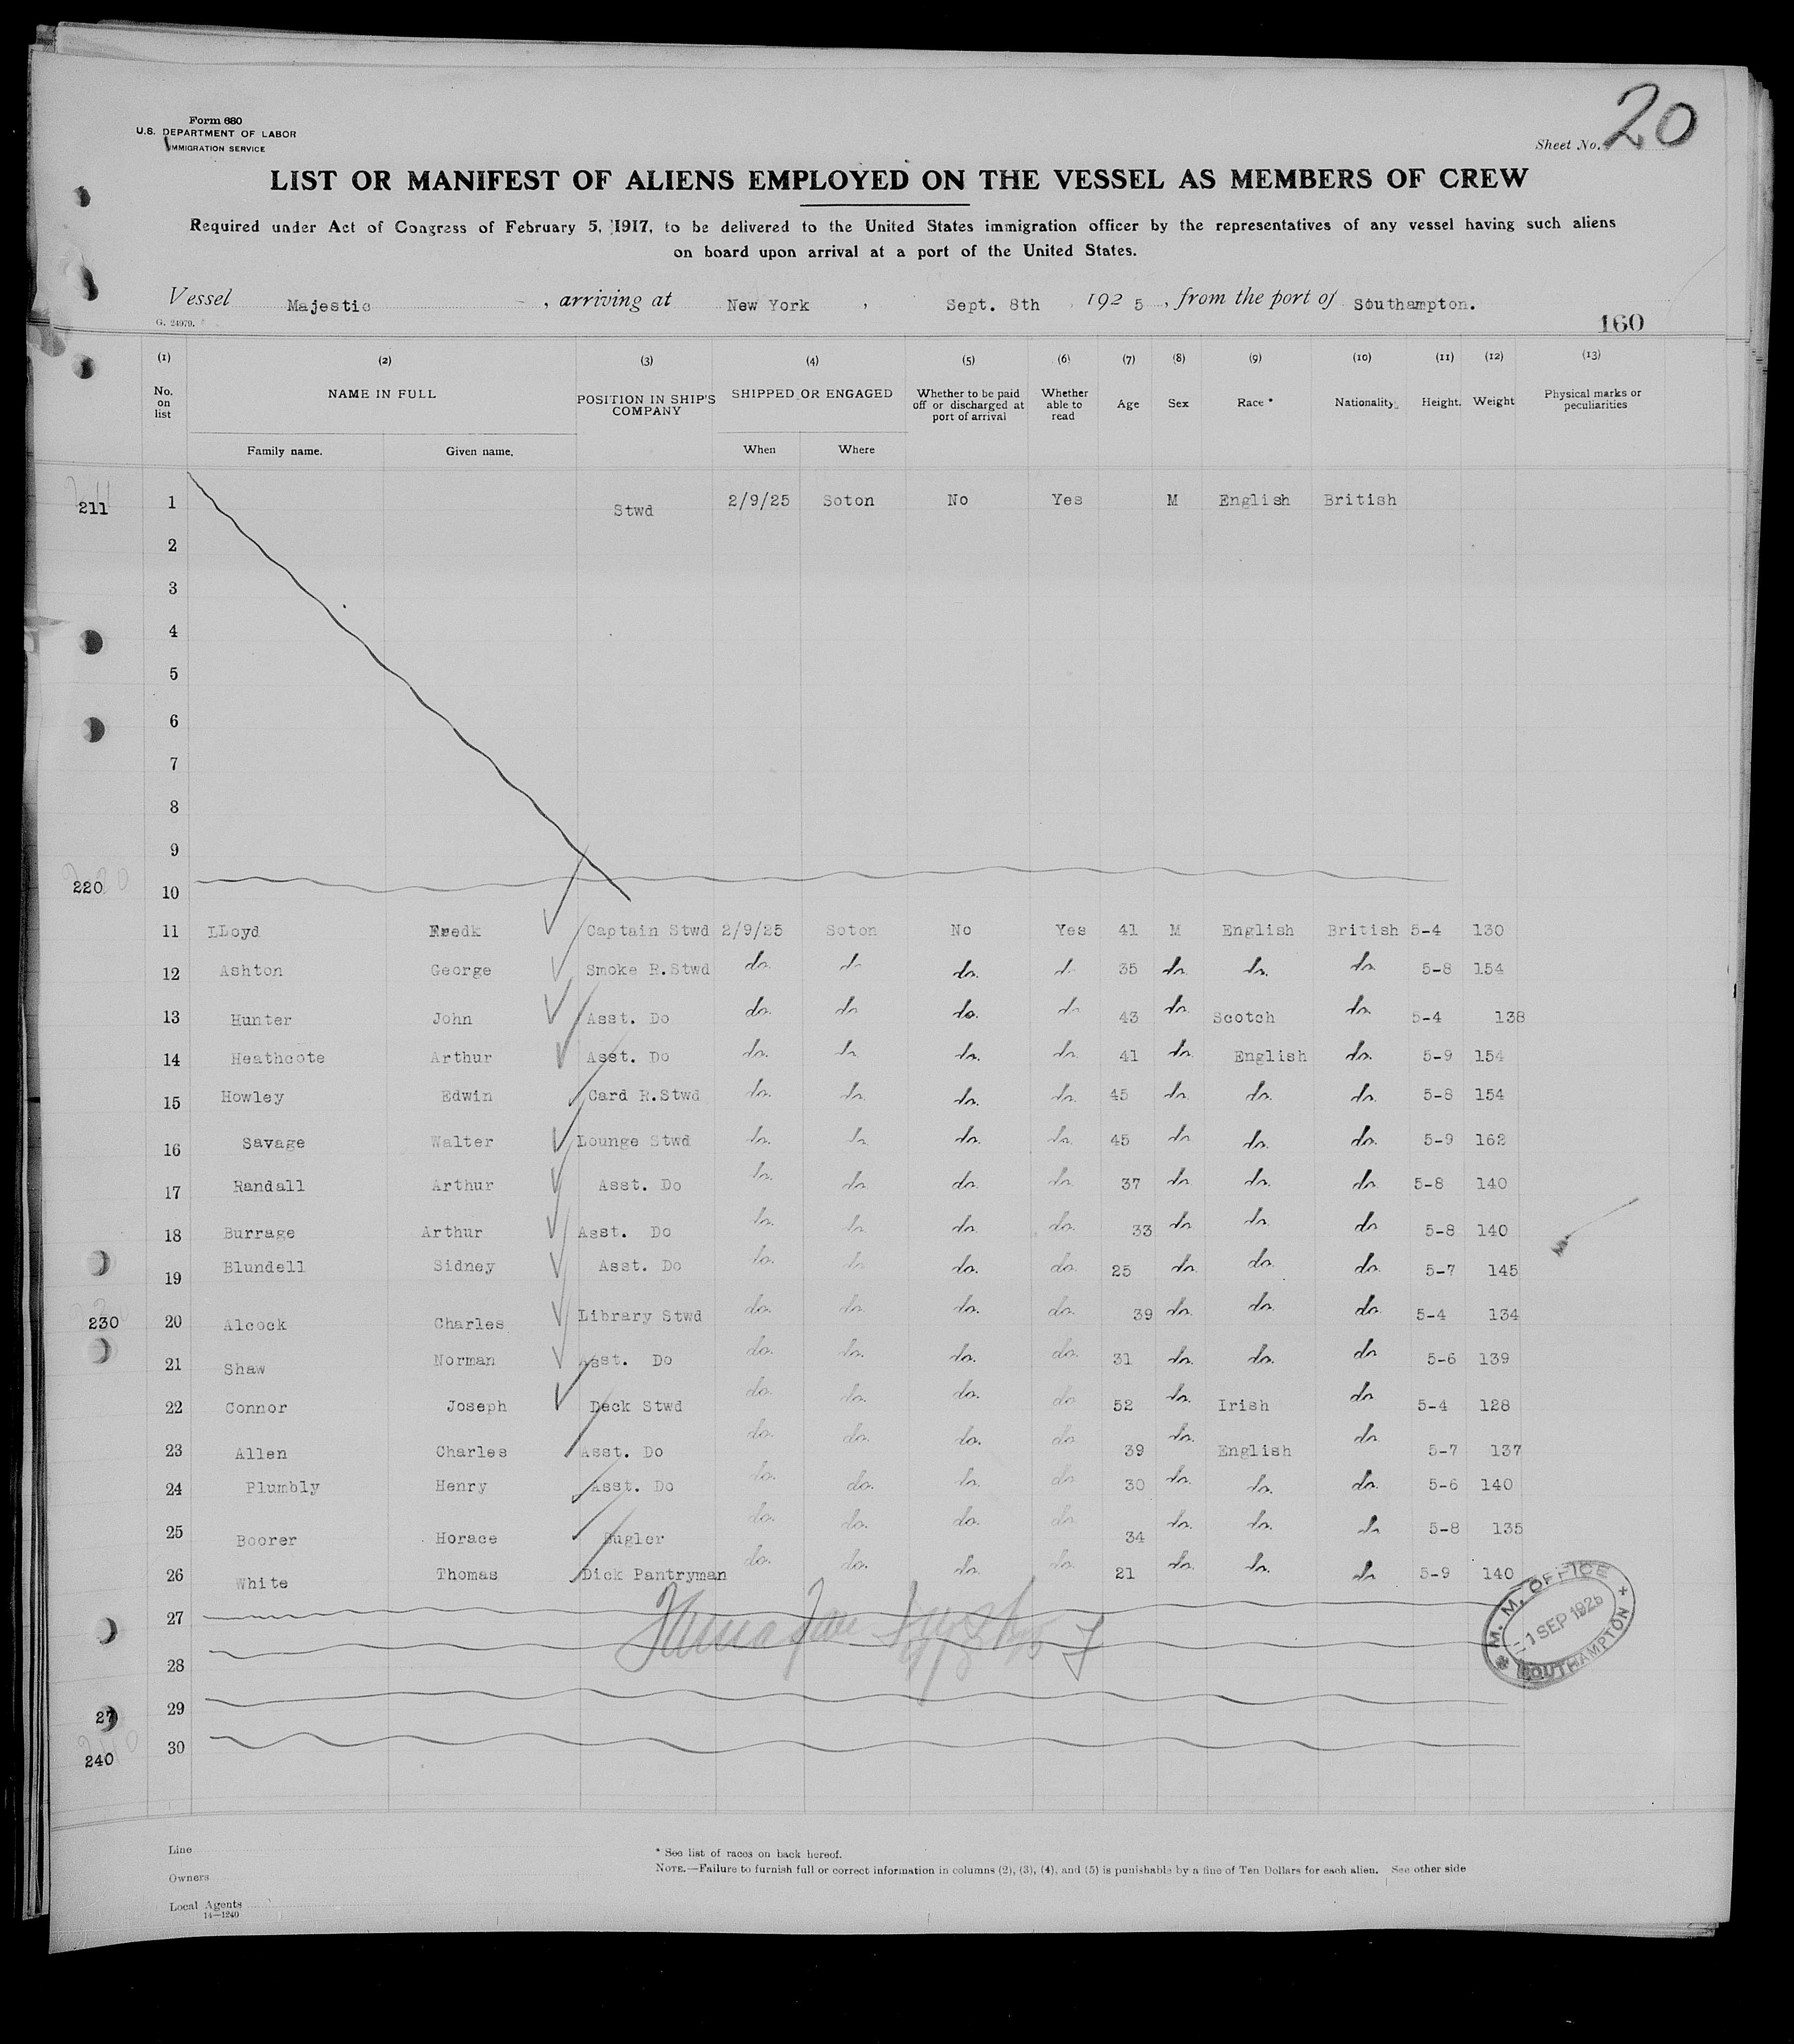 Form 680
U.S. DEPARTMENT OF LABOR
IMMIGRATION SERVICE
Sheet No. 20
LIST OR MANIFEST OF ALIENS EMPLOYED ON THE VESSEL AS MEMBERS OF CREW
Required under Act of Congress of February 5, 1917, to be delivered to the United States immigration officer by the representatives of any vessel having such aliens
on board upon arrival at a port of the United States.
Vessel Majestic , arriving at New York , Sept. 8th , 192 5 , from the port of Southampton.
G. 24979.
160
(1) (2) (3) (4) (5) (6) (7) (8) (9) (10) (11) (12) (13)
No. on list NAME IN FULL POSITION IN SHIP'S COMPANY SHIPPED OR ENGAGED Whether to be paid off or discharged at port of arrival Whether able to read Age Sex Race * Nationality Height. Weight Physical marks or peculiarities
Family name. Given name. When Where
211 1 Stwd 2/9/25 Soton No Yes M English British
2
3
4
5
6
7
8
9
220 10
11 LLoyd Fredk Captain Stwd 2/9/25 Soton No Yes 41 M English British 5-4 130
12 Ashton George Smoke R.Stwd do. do do. do 35 do. do. do 5-8 154
13 Hunter John Asst. Do do. do do. do 43 do Scotch do. 5-4 138
14 Heathcote Arthur Asst. Do do. do do. do. 41 do. English do. 5-9 154
15 Howley Edwin Card R.Stwd do. do. do. do. 45 do. do. do. 5-8 154
16 Savage Walter Lounge Stwd do. do. do. do. 45 do do. do. 5-9 162
17 Randall Arthur Asst. Do do. do do. do. 37 do. do. do 5-8 140
18 Burrage Arthur Asst. Do do. do do. do. 33 do do. do 5-8 140
19 Blundell Sidney Asst. Do do. do do. do. 25 do. do. do. 5-7 145
230 20 Alcock Charles Library Stwd do. do. do. do. 39 do. do. do. 5-4 134
21 Shaw Norman Asst. Do do. do. do. do. 31 do. do. do 5-6 139
22 Connor Joseph Deck Stwd do. do. do. do 52 do. Irish do 5-4 128
23 Allen Charles Asst. Do do. do. do. do 39 do. English do 5-7 137
24 Plumbly Henry Asst. Do do. do. do. do 30 do. do. do. 5-6 140
25 Boorer Horace Bugler do. do. do. do 34 do. do. do 5-8 135
26 White Thomas Dick Pantryman do. do. do. do. 21 do. do. do 5-9 140
27
28
29
27
30
240
M. M. OFFICE
1 SEP 1925
SOUTHAMPTON
Line
Owners
Local Agents
14—1240
* See list of races on back hereof.
NOTE.—Failure to furnish full or correct information in columns (2), (3), (4), and (5) is punishable by a fine of Ten Dollars for each alien. See other side